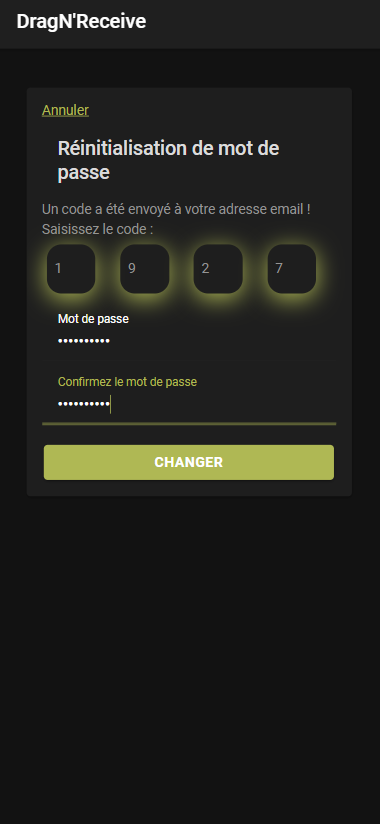 DragN'Receive
Annuler
Réinitialisation de mot de
passe
Un code a été envoyé à votre adresse email !
Saisissez le code :
1 9 2 7
Mot de passe
••••••••••
Confirmez le mot de passe
••••••••••
CHANGER